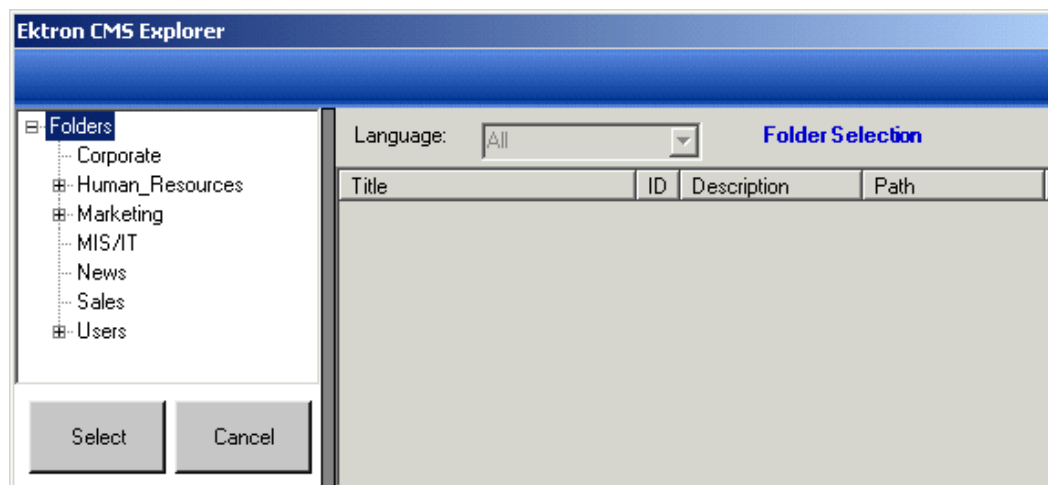 Ektron CMS Explorer
Folders
Corporate
Human_Resources
Marketing
MIS/IT
News
Sales
Users
Select Cancel
Language: All Folder Selection
Title ID Description Path